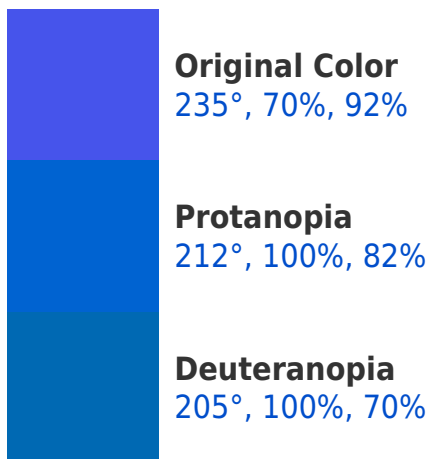 Original Color
235°, 70%, 92%
Protanopia
212°, 100%, 82%
Deuteranopia
205°, 100%, 70%